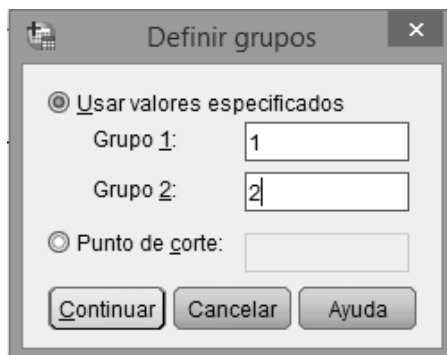 Definir grupos
Usar valores especificados
Grupo 1: 1
Grupo 2: 2
Punto de corte:
Continuar Cancelar Ayuda